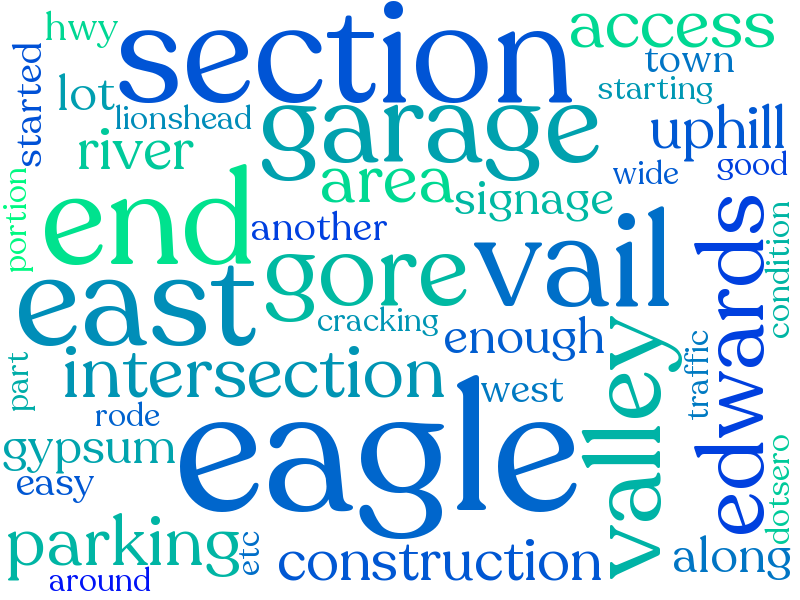 hwy
section
access
started
lot
town
starting
lionshead
garage
uphill
river
good
portion
area
wide
end
signage
another
edwards
condition
east
gore
vail
cracking
enough
traffic
part
intersection
west
valley
rode
eagle
gypsum
easy
dotsero
parking
etc
construction
along
around